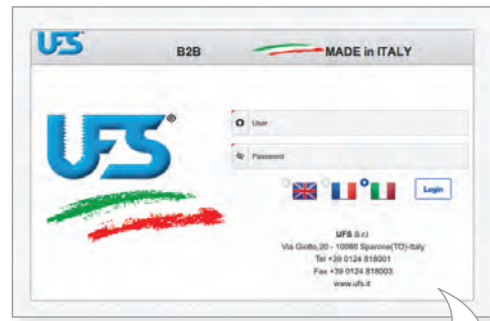 UFS B2B MADE in ITALY
UFS®
User
Password
Login
UFS S.r.l
Via Giotto,20 - 10080 Sparone(TO)-Italy
Tel +39 0124 818001
Fax +39 0124 818003
www.ufs.it